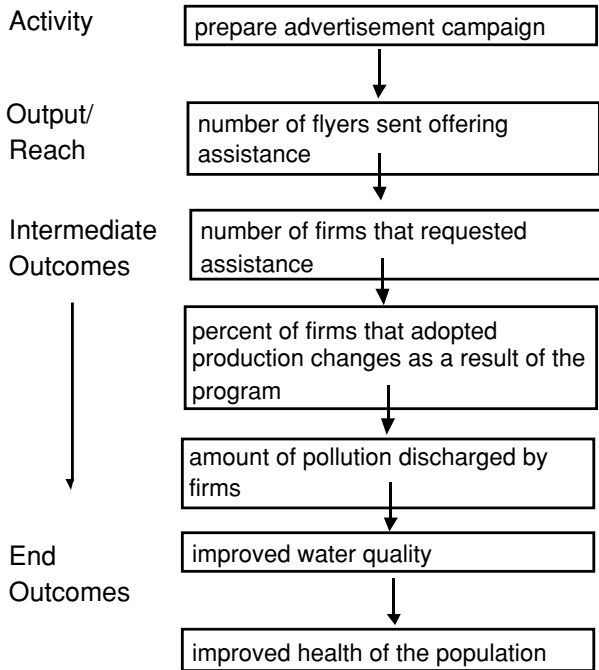 Activity
prepare advertisement campaign
Output/
Reach
number of flyers sent offering
assistance
Intermediate
Outcomes
number of firms that requested
assistance
percent of firms that adopted
production changes as a result of the
program
amount of pollution discharged by
firms
End
Outcomes
improved water quality
improved health of the population